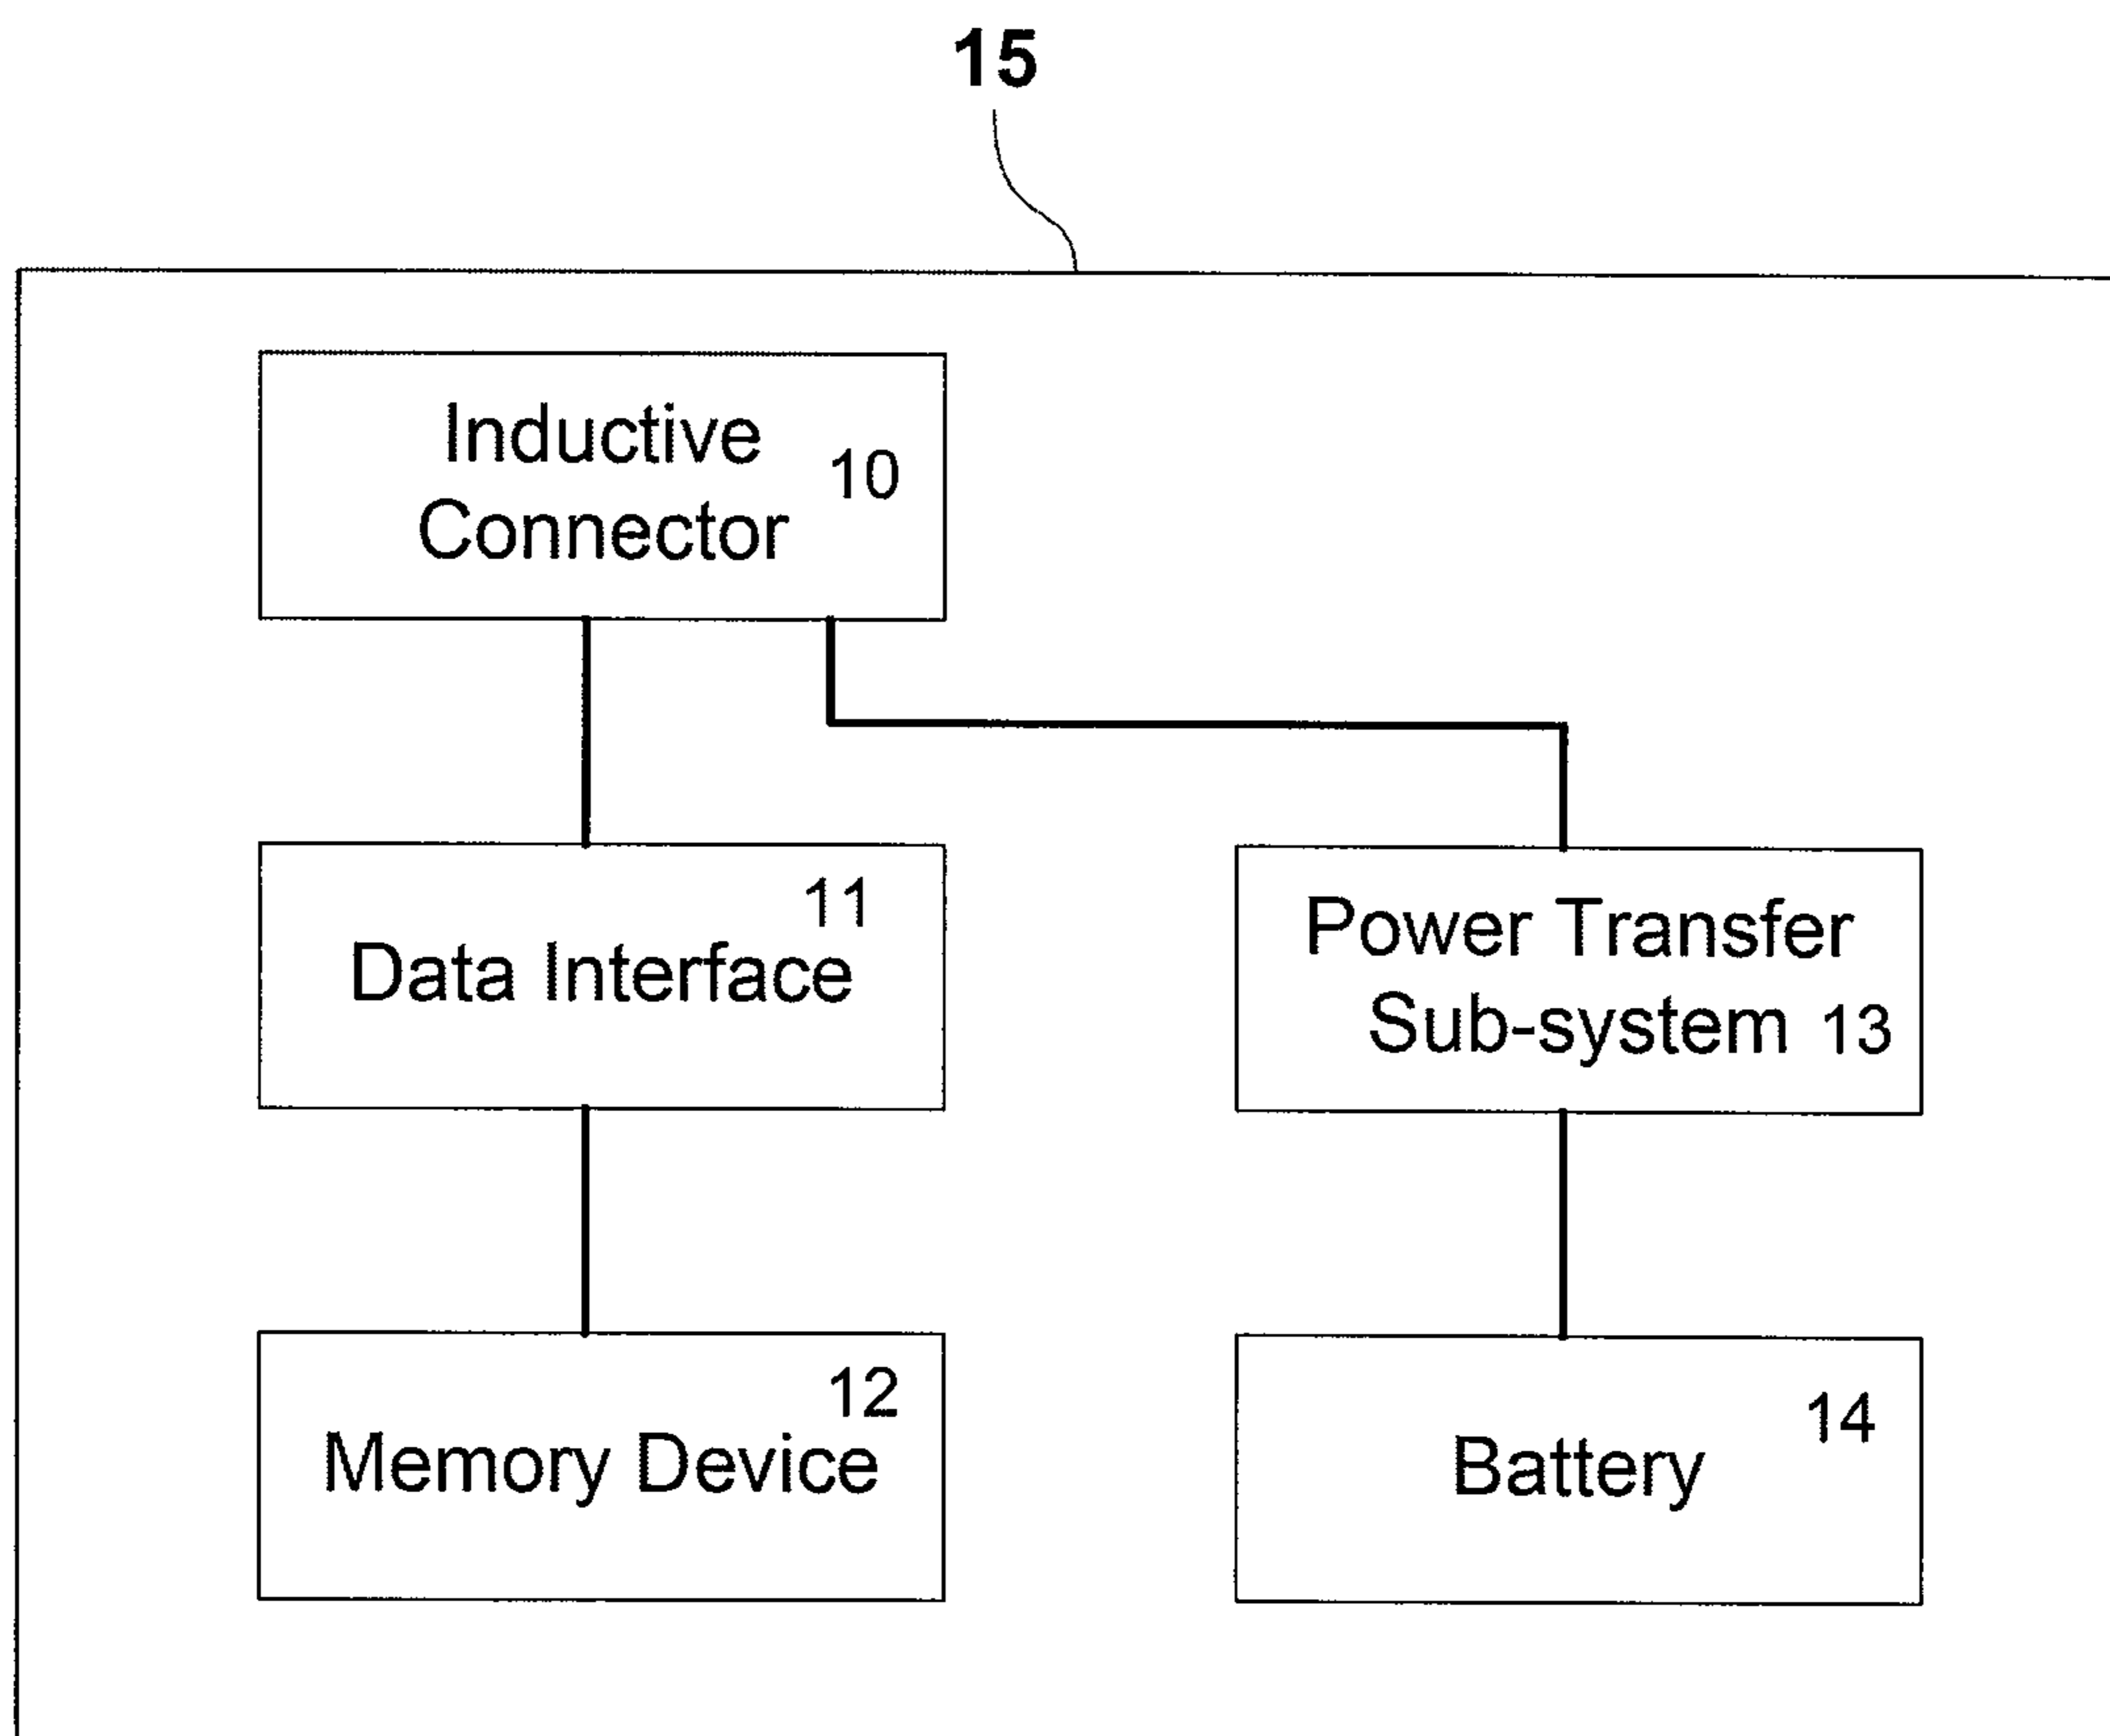 15
Inductive
10
Connector
11
Data Interface
Power Transfer
Sub-system 13
12
Memory Device
14
Battery